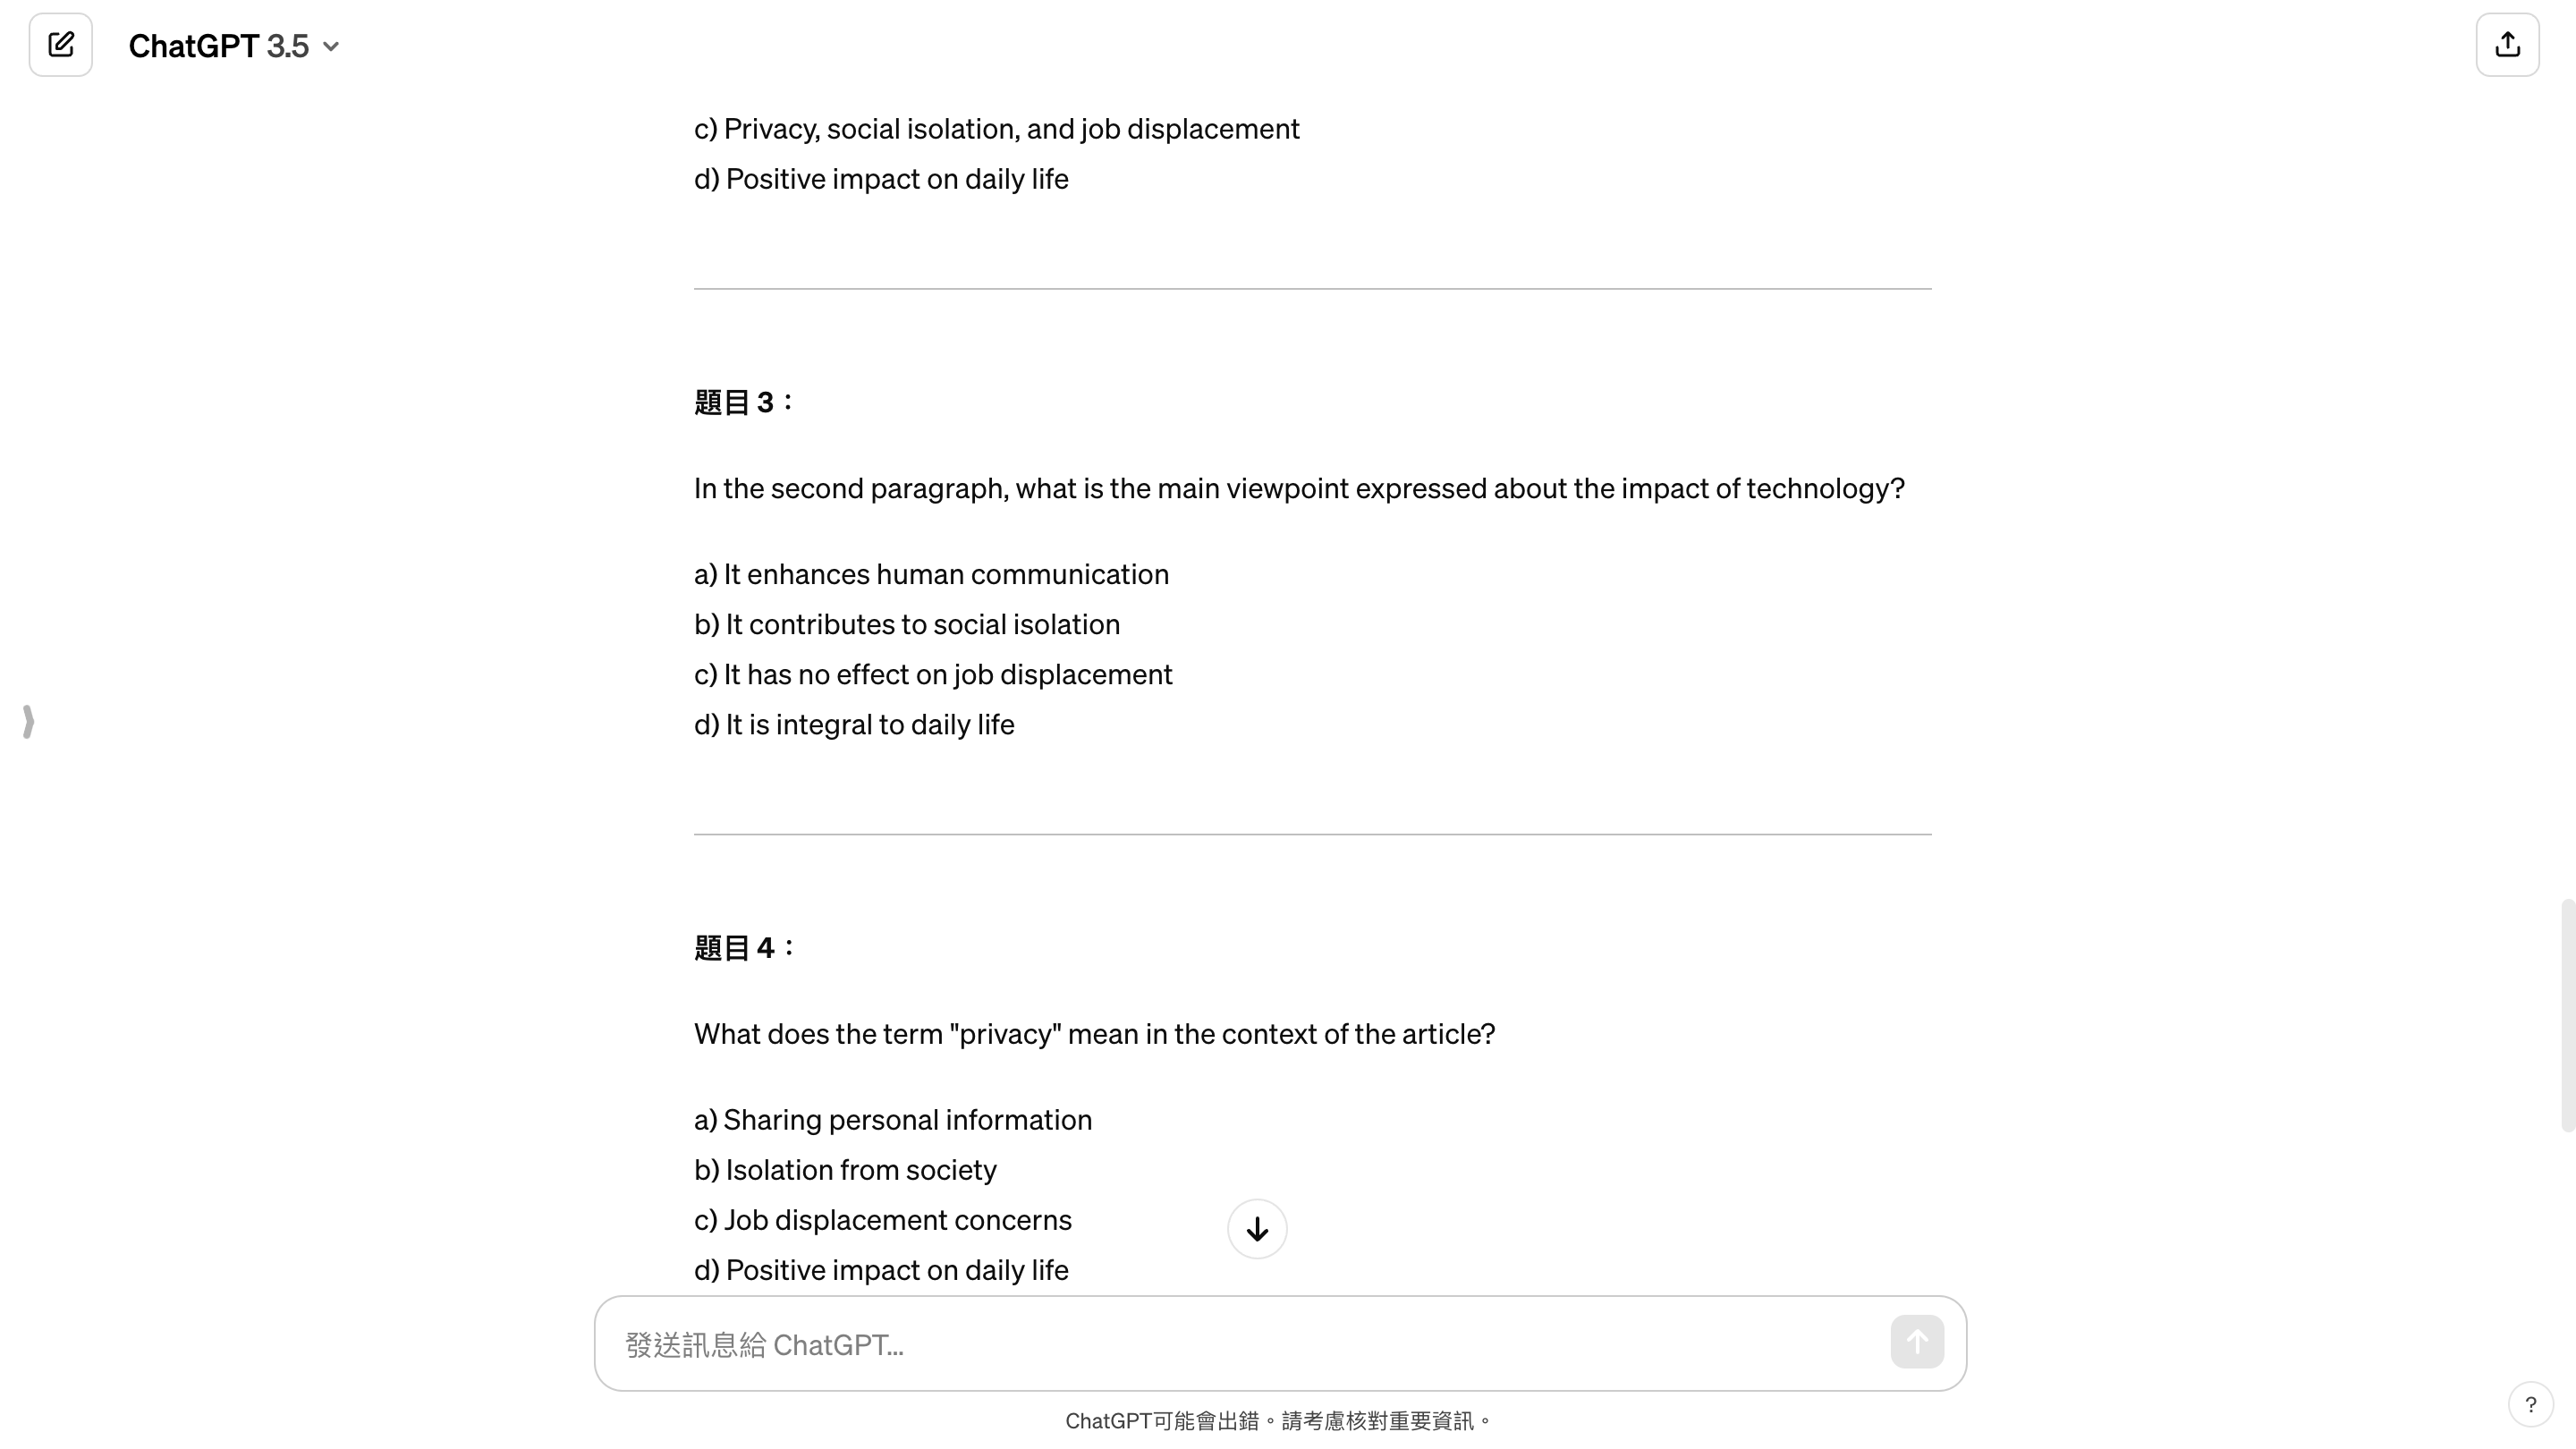 ChatGPT 3.5
c) Privacy, social isolation, and job displacement
d) Positive impact on daily life
題目 3：
In the second paragraph, what is the main viewpoint expressed about the impact of technology?
a) It enhances human communication
b) It contributes to social isolation
c) It has no effect on job displacement
d) It is integral to daily life
題目 4：
What does the term "privacy" mean in the context of the article?
a) Sharing personal information
b) Isolation from society
c) Job displacement concerns
d) Positive impact on daily life
發送訊息給 ChatGPT...
ChatGPT可能會出錯。請考慮核對重要資訊。
?